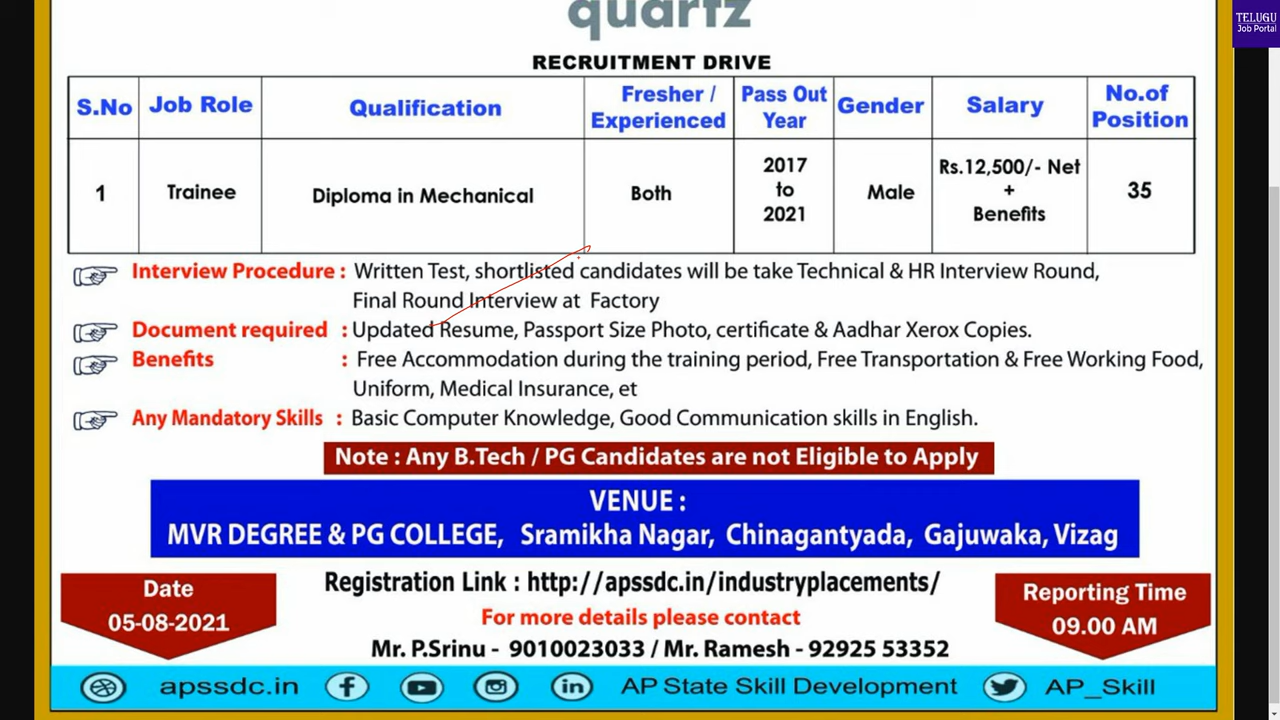 quartz
TELUGU
Job Portal
RECRUITMENT DRIVE
S.No Job Role Qualification Fresher / Experienced Pass Out Year Gender Salary No.of Position
1 Trainee Diploma in Mechanical Both 2017 to 2021 Male Rs.12,500/- Net + Benefits 35
Interview Procedure : Written Test, shortlisted candidates will be take Technical & HR Interview Round,
Final Round Interview at Factory
Document required : Updated Resume, Passport Size Photo, certificate & Aadhar Xerox Copies.
Benefits : Free Accommodation during the training period, Free Transportation & Free Working Food,
Uniform, Medical Insurance, et
Any Mandatory Skills : Basic Computer Knowledge, Good Communication skills in English.
Note : Any B.Tech / PG Candidates are not Eligible to Apply
VENUE :
MVR DEGREE & PG COLLEGE, Sramikha Nagar, Chinagantyada, Gajuwaka, Vizag
Date
05-08-2021
Registration Link : http://apssdc.in/industryplacements/
For more details please contact
Mr. P.Srinu - 9010023033 / Mr. Ramesh - 92925 53352
Reporting Time
09.00 AM
apssdc.in AP State Skill Development AP_Skill